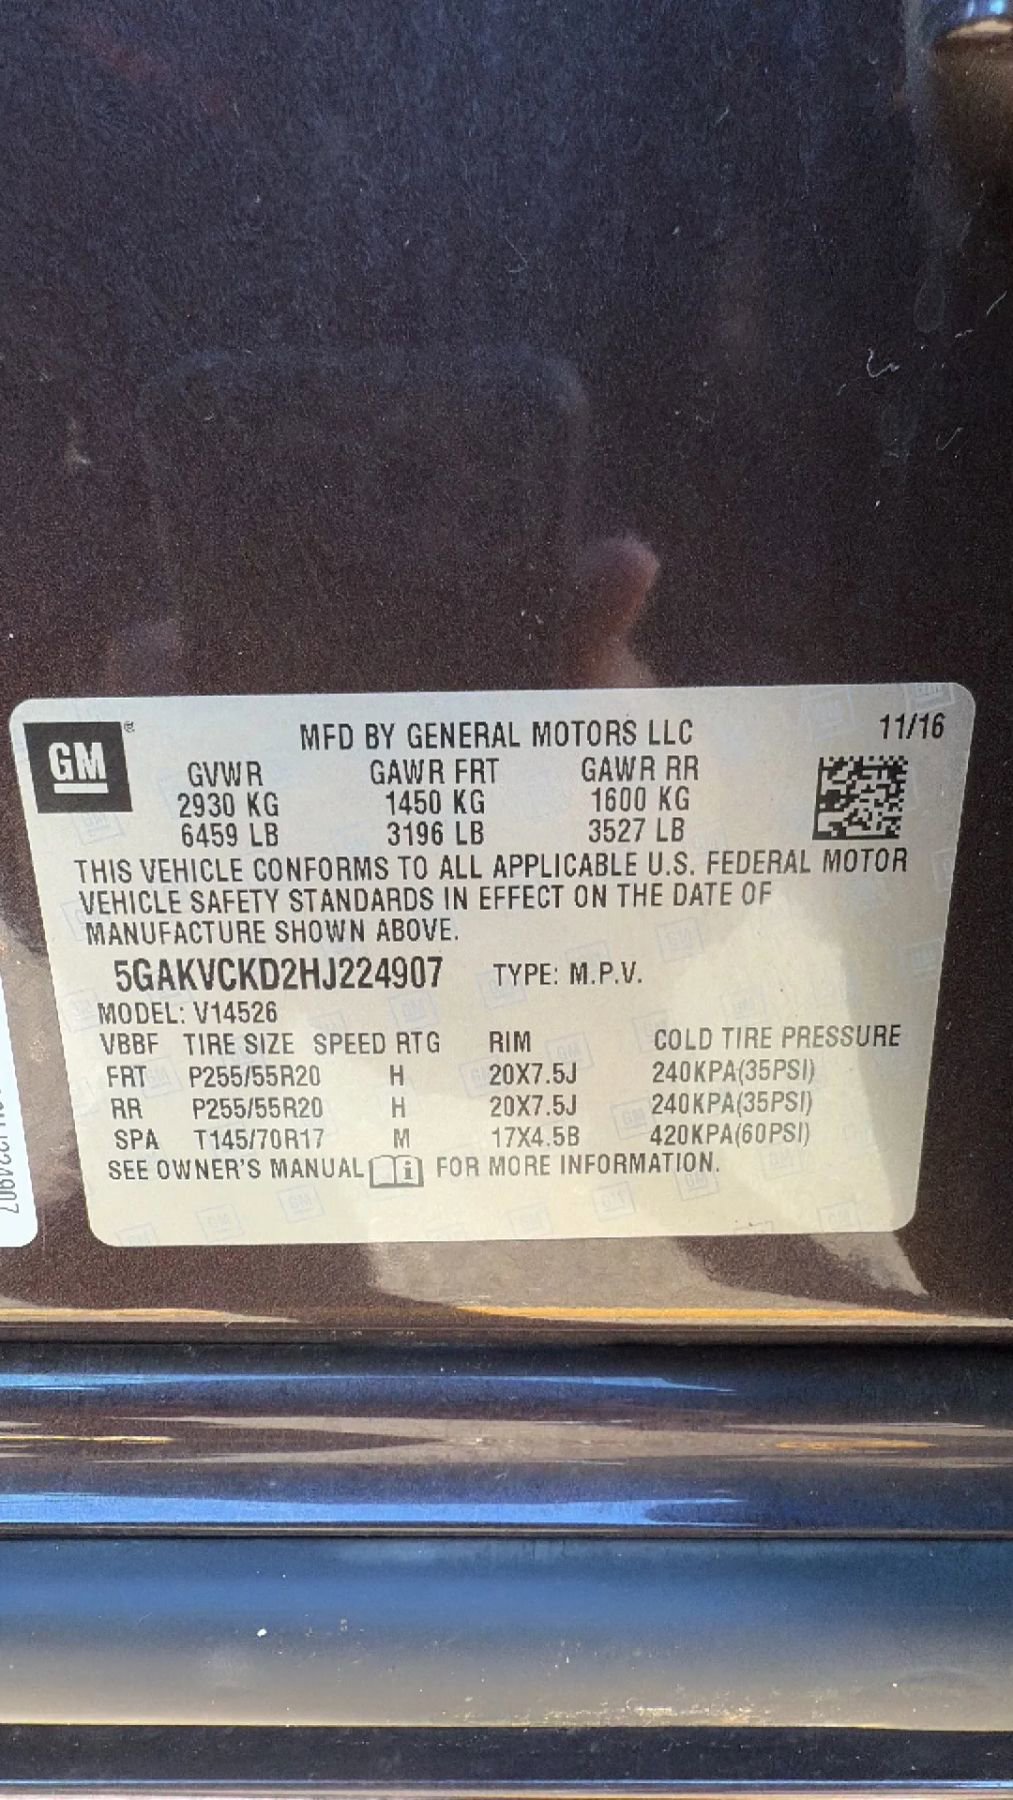 GM ®
MFD BY GENERAL MOTORS LLC 11/16
GVWR GAWR FRT GAWR RR
2930 KG 1450 KG 1600 KG
6459 LB 3196 LB 3527 LB
THIS VEHICLE CONFORMS TO ALL APPLICABLE U.S. FEDERAL MOTOR
VEHICLE SAFETY STANDARDS IN EFFECT ON THE DATE OF
MANUFACTURE SHOWN ABOVE.
5GAKVCKD2HJ224907 TYPE: M.P.V.
MODEL: V14526
VBBF TIRE SIZE SPEED RTG RIM COLD TIRE PRESSURE
FRT P255/55R20 H 20X7.5J 240KPA(35PSI)
RR P255/55R20 H 20X7.5J 240KPA(35PSI)
SPA T145/70R17 M 17X4.5B 420KPA(60PSI)
SEE OWNER'S MANUAL i FOR MORE INFORMATION.